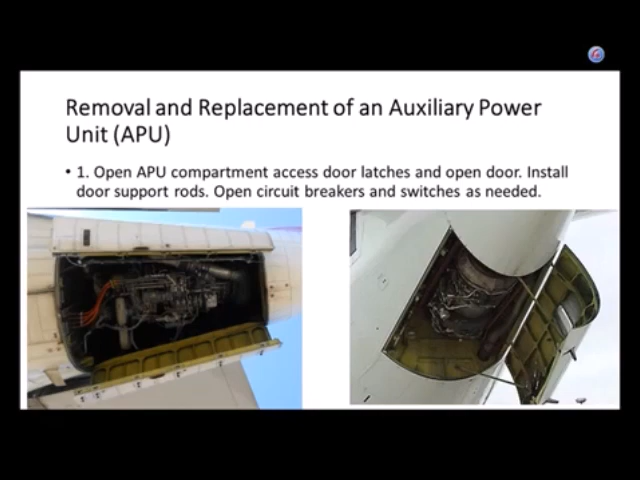 Removal and Replacement of an Auxiliary Power
Unit (APU)
• 1. Open APU compartment access door latches and open door. Install
door support rods. Open circuit breakers and switches as needed.